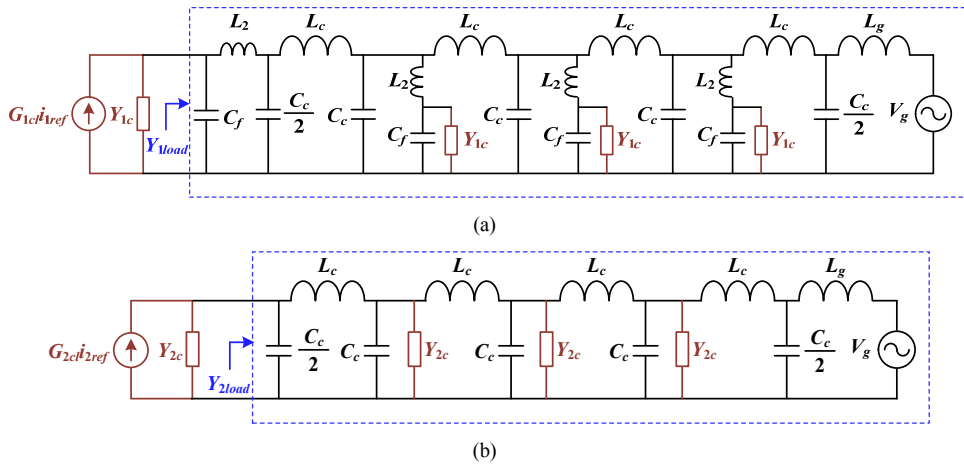 L2 Lc Lc Lc Lc Lg
L2 L2 L2
G1cli1ref Y1c Y1load Cf Cc/2 Cc Cf Y1c Cc Cf Y1c Cc Cf Y1c Cc/2 Vg
(a)
Lc Lc Lc Lc Lg
G2cli2ref Y2c Y2load Cc/2 Cc Y2c Cc Y2c Cc Y2c Cc/2 Vg
(b)